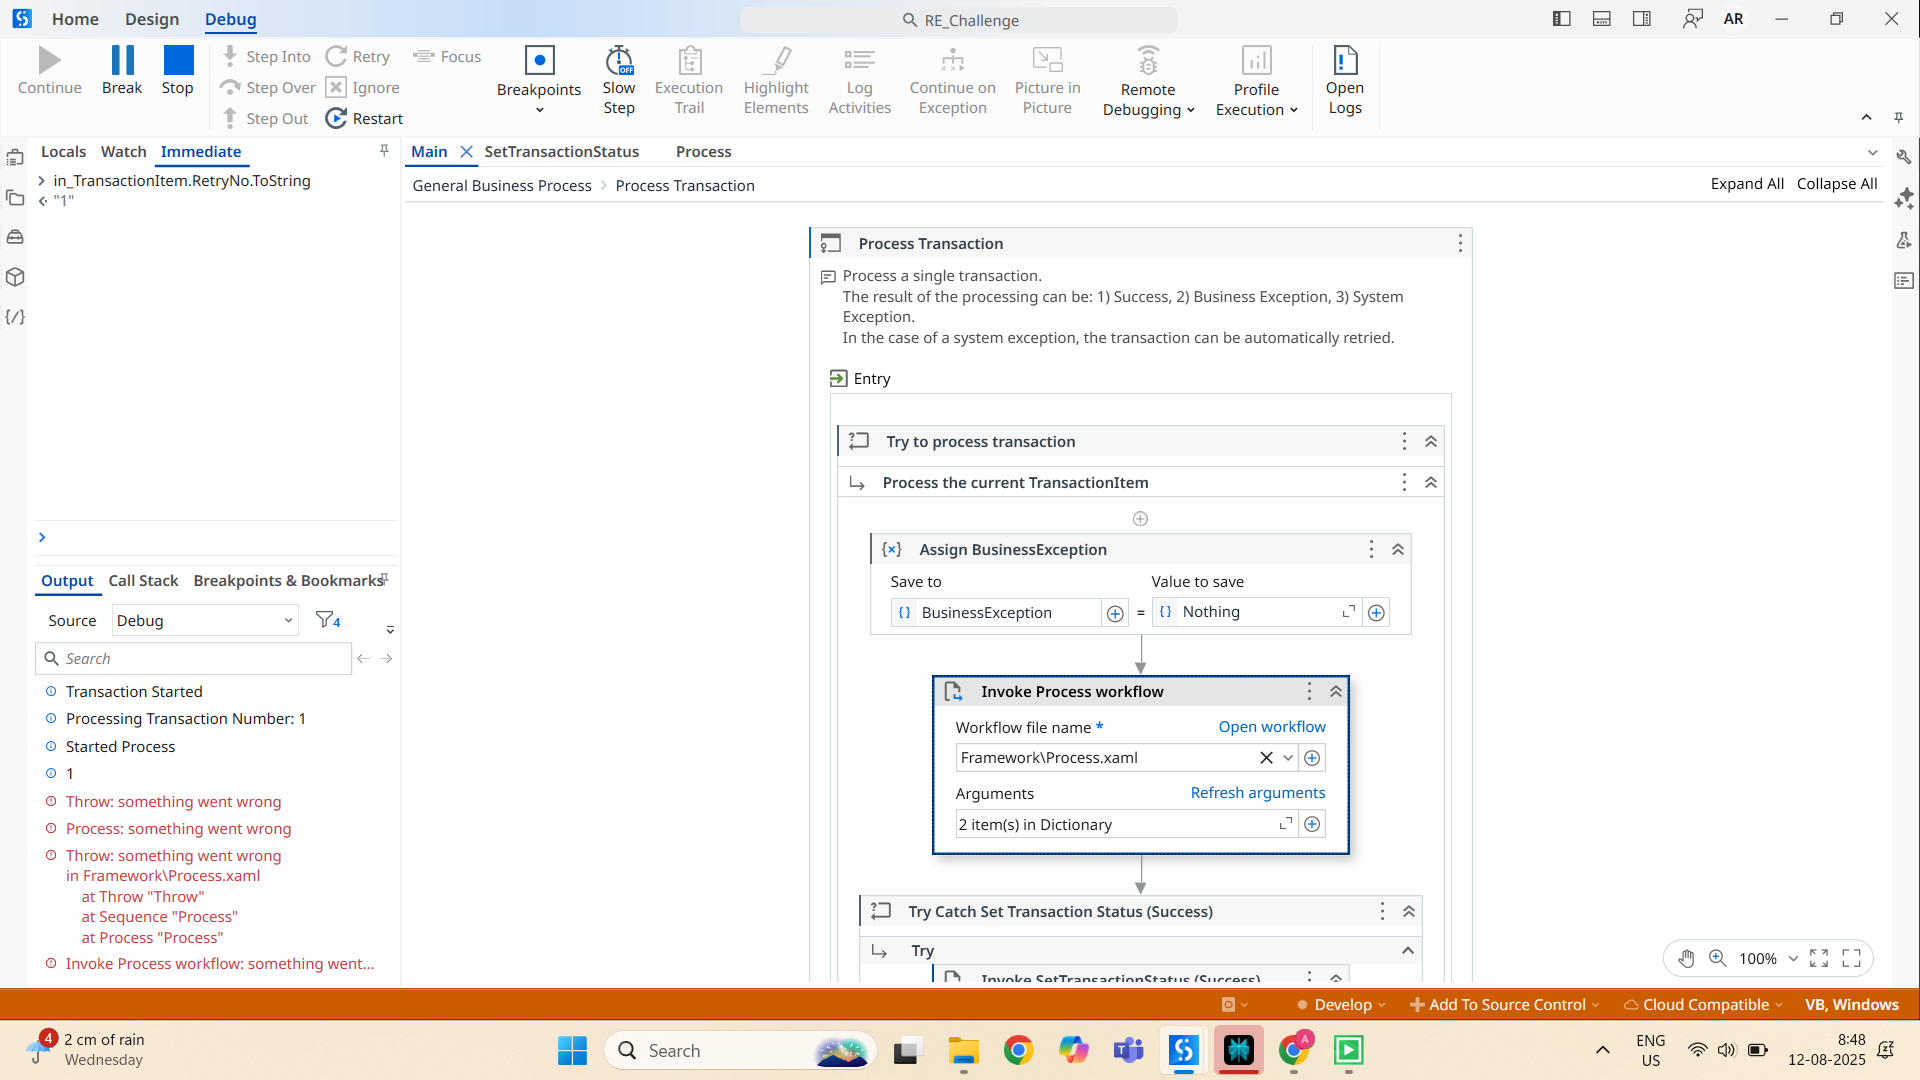 Home Design Debug
RE_Challenge
AR
Continue
Break
Stop
Step Into
Step Over
Step Out
Retry
Ignore
Restart
Focus
Breakpoints
Slow
Step
OFF
Execution
Trail
Highlight
Elements
Log
Activities
Continue on
Exception
Picture in
Picture
Remote
Debugging
Profile
Execution
Open
Logs
Locals Watch Immediate
in_TransactionItem.RetryNo.ToString
"1"
Main SetTransactionStatus Process
General Business Process > Process Transaction
Expand All Collapse All
Process Transaction
Process a single transaction.
The result of the processing can be: 1) Success, 2) Business Exception, 3) System
Exception.
In the case of a system exception, the transaction can be automatically retried.
Entry
Try to process transaction
Process the current TransactionItem
Assign BusinessException
Save to Value to save
BusinessException = Nothing
Invoke Process workflow
Workflow file name * Open workflow
Framework\Process.xaml
Arguments Refresh arguments
2 item(s) in Dictionary
Try Catch Set Transaction Status (Success)
Try
Invoke SetTransactionStatus (Success)
Output Call Stack Breakpoints & Bookmarks
Source Debug 4
Search
Transaction Started
Processing Transaction Number: 1
Started Process
1
Throw: something went wrong
Process: something went wrong
Throw: something went wrong
in Framework\Process.xaml
at Throw "Throw"
at Sequence "Process"
at Process "Process"
Invoke Process workflow: something went...
100%
Develop Add To Source Control Cloud Compatible VB, Windows
4
2 cm of rain
Wednesday
Search
A
ENG
US
8:48
12-08-2025